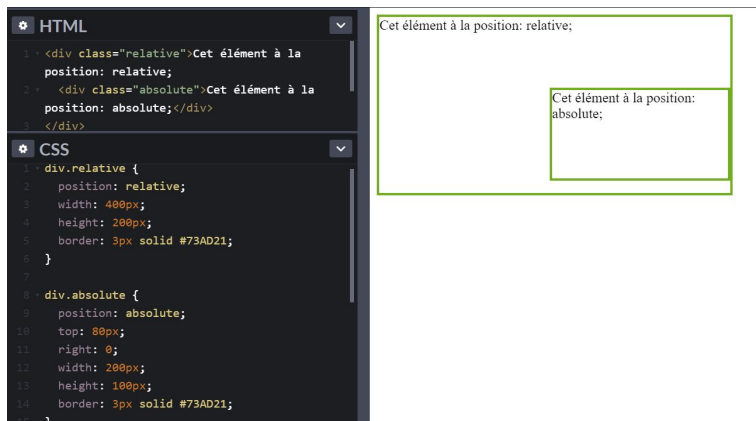 HTML
1 <div class="relative">Cet élément à la
position: relative;
2 <div class="absolute">Cet élément à la
position: absolute;</div>
3 </div>
CSS
1 div.relative {
2 position: relative;
3 width: 400px;
4 height: 200px;
5 border: 3px solid #73AD21;
6 }
7
8 div.absolute {
9 position: absolute;
10 top: 80px;
11 right: 0;
12 width: 200px;
13 height: 100px;
14 border: 3px solid #73AD21;
Cet élément à la position: relative;
Cet élément à la position:
absolute;